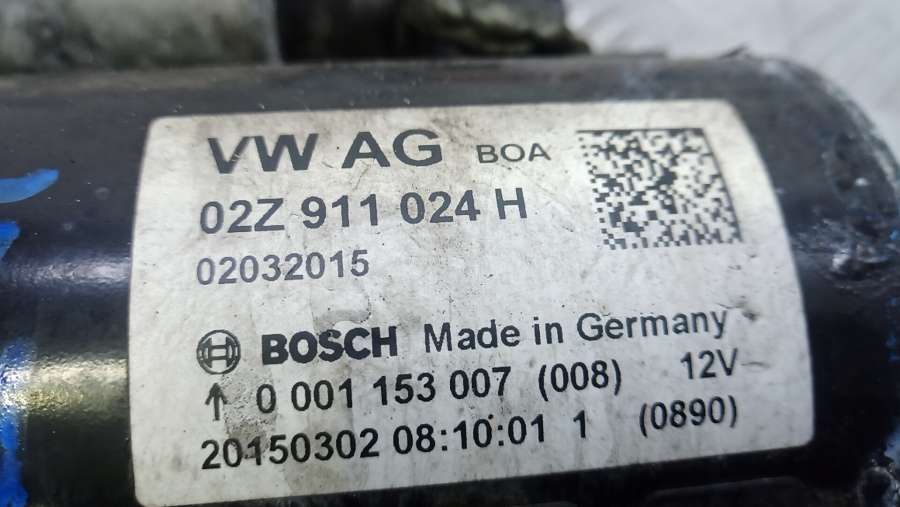 VW AG BOA
02Z 911 024 H
02032015
BOSCH Made in Germany
↑ 0 001 153 007 (008) 12V
20150302 08:10:01 1 (0890)